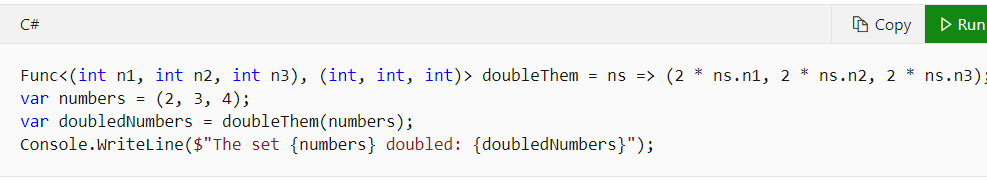 C#
Copy
Run
Func<(int n1, int n2, int n3), (int, int, int)> doubleThem = ns => (2 * ns.n1, 2 * ns.n2, 2 * ns.n3);
var numbers = (2, 3, 4);
var doubledNumbers = doubleThem(numbers);
Console.WriteLine($"The set {numbers} doubled: {doubledNumbers}");